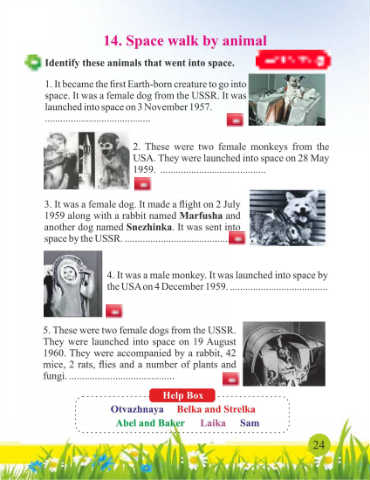 14. Space walk by animal
Identify these animals that went into space.
1. It became the first Earth-born creature to go into
space. It was a female dog from the USSR. It was
launched into space on 3 November 1957.
.........................................
2. These were two female monkeys from the
USA. They were launched into space on 28 May
1959. .........................................
3. It was a female dog. It made a flight on 2 July
1959 along with a rabbit named Marfusha and
another dog named Snezhinka. It was sent into
space by the USSR. .........................................
4. It was a male monkey. It was launched into space by
the USA on 4 December 1959. ......................................
5. These were two female dogs from the USSR.
They were launched into space on 19 August
1960. They were accompanied by a rabbit, 42
mice, 2 rats, flies and a number of plants and
fungi. .........................................
Help Box
Otvazhnaya Belka and Strelka
Abel and Baker Laika Sam
24